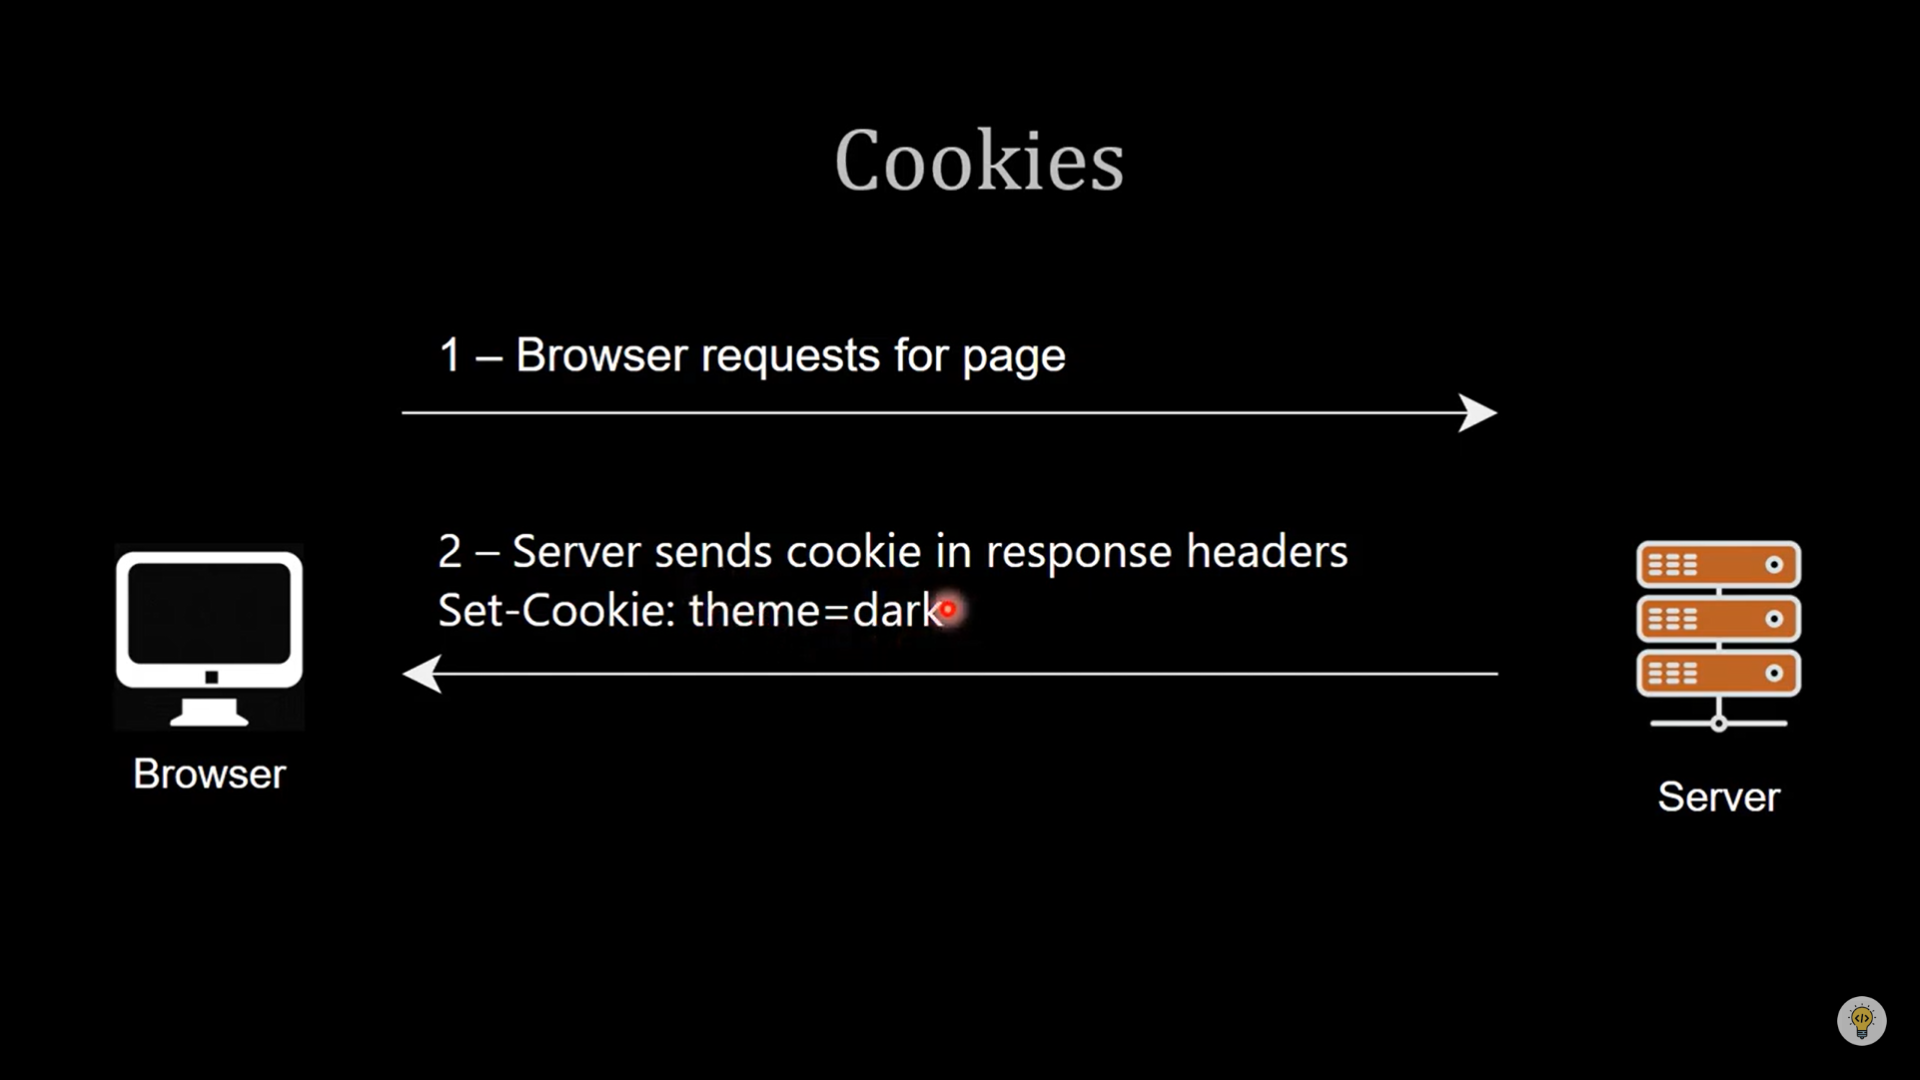 Cookies
1 – Browser requests for page
2 – Server sends cookie in response headers
Set-Cookie: theme=dark
Browser
Server